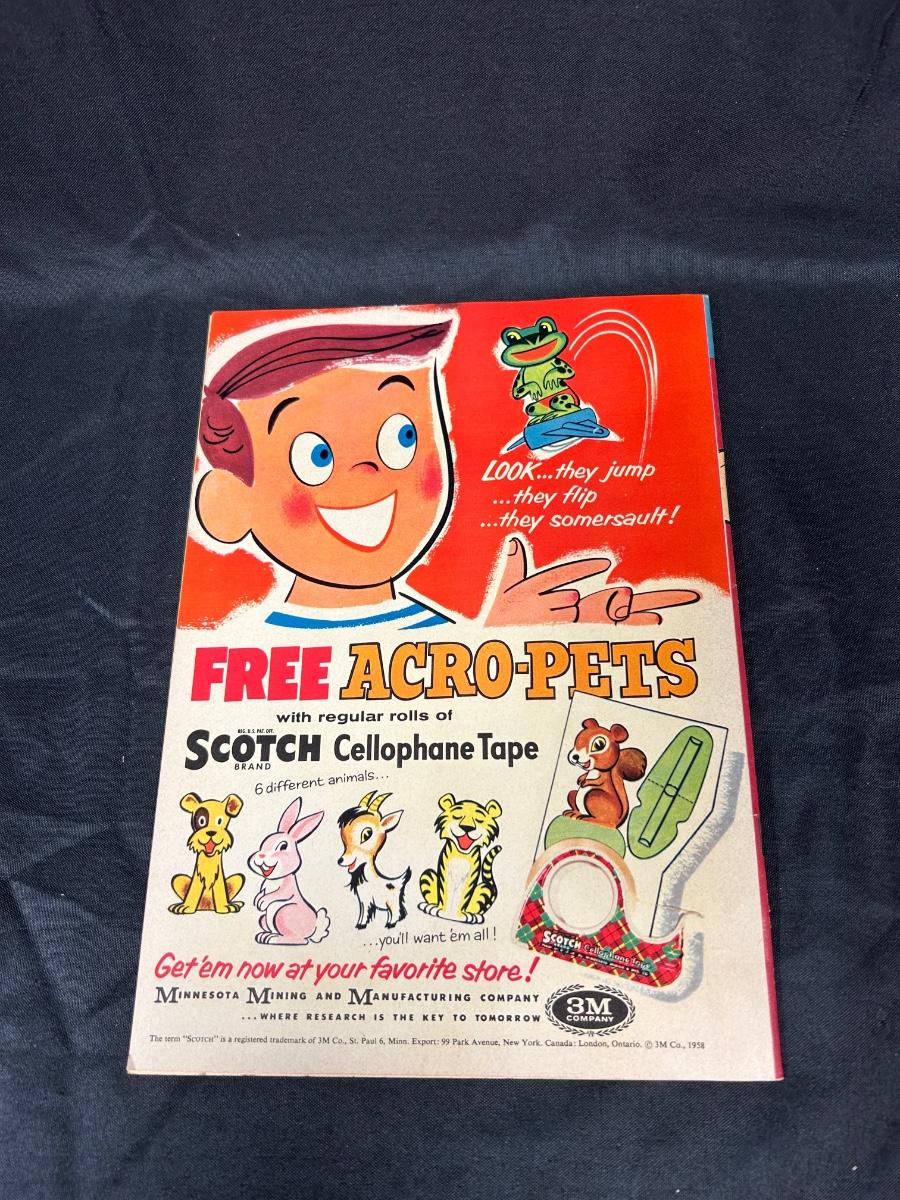 LOOK...they jump
...they flip
...they somersault!
FREE ACRO-PETS
with regular rolls of
REG. U.S. PAT. OFF.
SCOTCH Cellophane Tape
BRAND
6 different animals...
...you'll want 'em all!
SCOTCH Cellophane Tape
Get 'em now at your favorite store!
MINNESOTA MINING AND MANUFACTURING COMPANY
...WHERE RESEARCH IS THE KEY TO TOMORROW
3M
COMPANY
The term "SCOTCH" is a registered trademark of 3M Co., St. Paul 6, Minn. Export: 99 Park Avenue, New York. Canada: London, Ontario. © 3M Co., 1958